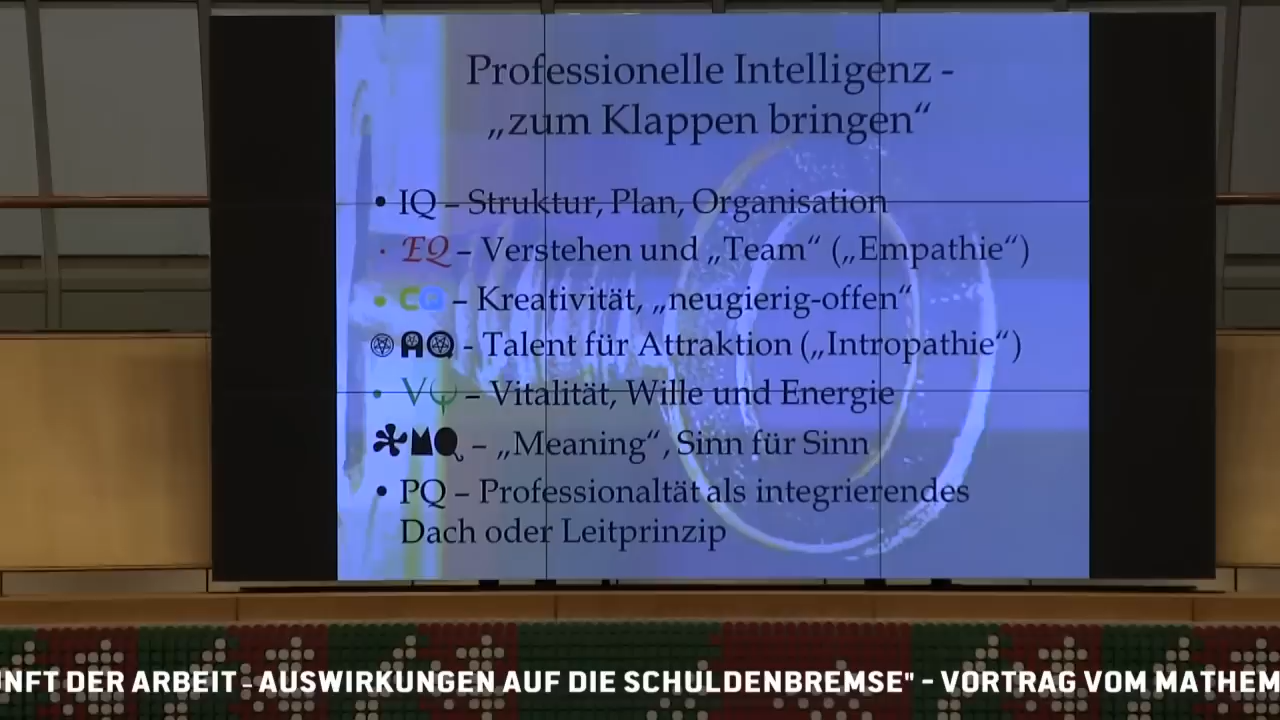 Professionelle Intelligenz -
„zum Klappen bringen“
• IQ – Struktur, Plan, Organisation
• EQ – Verstehen und „Team“ („Empathie“)
• CQ – Kreativität, „neugierig-offen“
AQ - Talent für Attraktion („Intropathie“)
• VQ – Vitalität, Wille und Energie
MQ – „Meaning“, Sinn für Sinn
• PQ – Professionaltät als integrierendes
Dach oder Leitprinzip
NFT DER ARBEIT - AUSWIRKUNGEN AUF DIE SCHULDENBREMSE" - VORTRAG VOM MATHEM